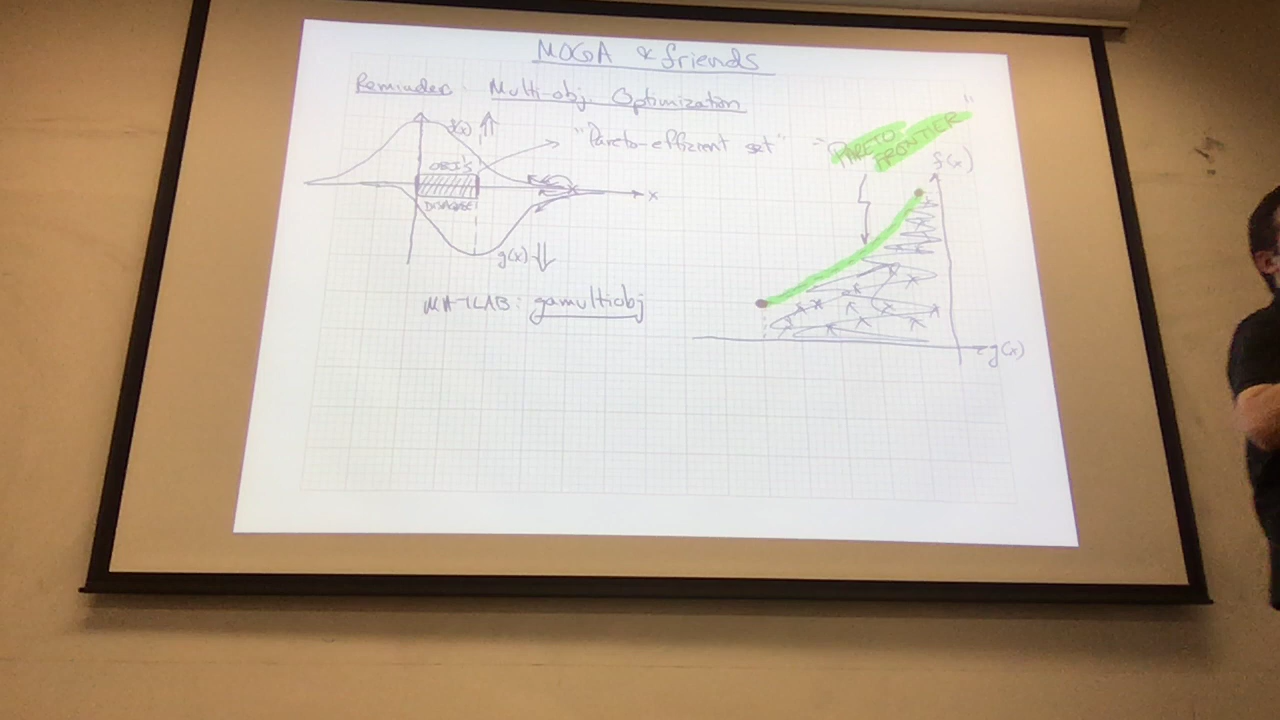 MOGA & friends
Reminder: Multi-obj. Optimization
f(x) ⇑
OBJ's
DISAGREE
x
g(x) ⇓
"Pareto-efficient set" = "PARETO
FRONTIER"
f(x)
g(x)
MATLAB: gamultiobj